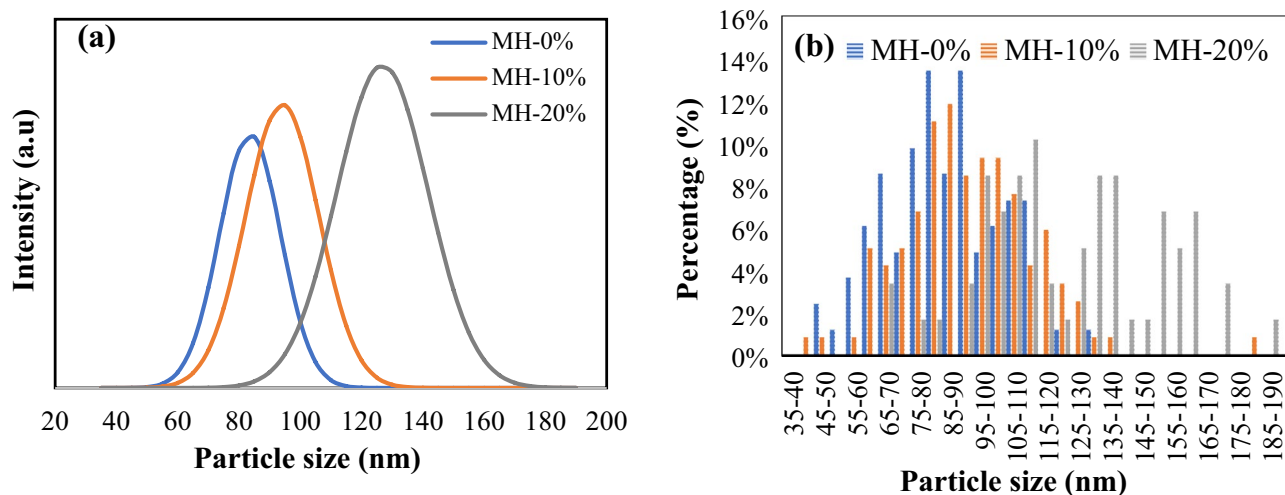 (a)
MH-0%
MH-10%
MH-20%
Intensity (a.u)
20 40 60 80 100 120 140 160 180 200
Particle size (nm)
(b)
MH-0% MH-10% MH-20%
Percentage (%)
16%
14%
12%
10%
8%
6%
4%
2%
0%
35-40
45-50
55-60
65-70
75-80
85-90
95-100
105-110
115-120
125-130
135-140
145-150
155-160
165-170
175-180
185-190
Particle size (nm)